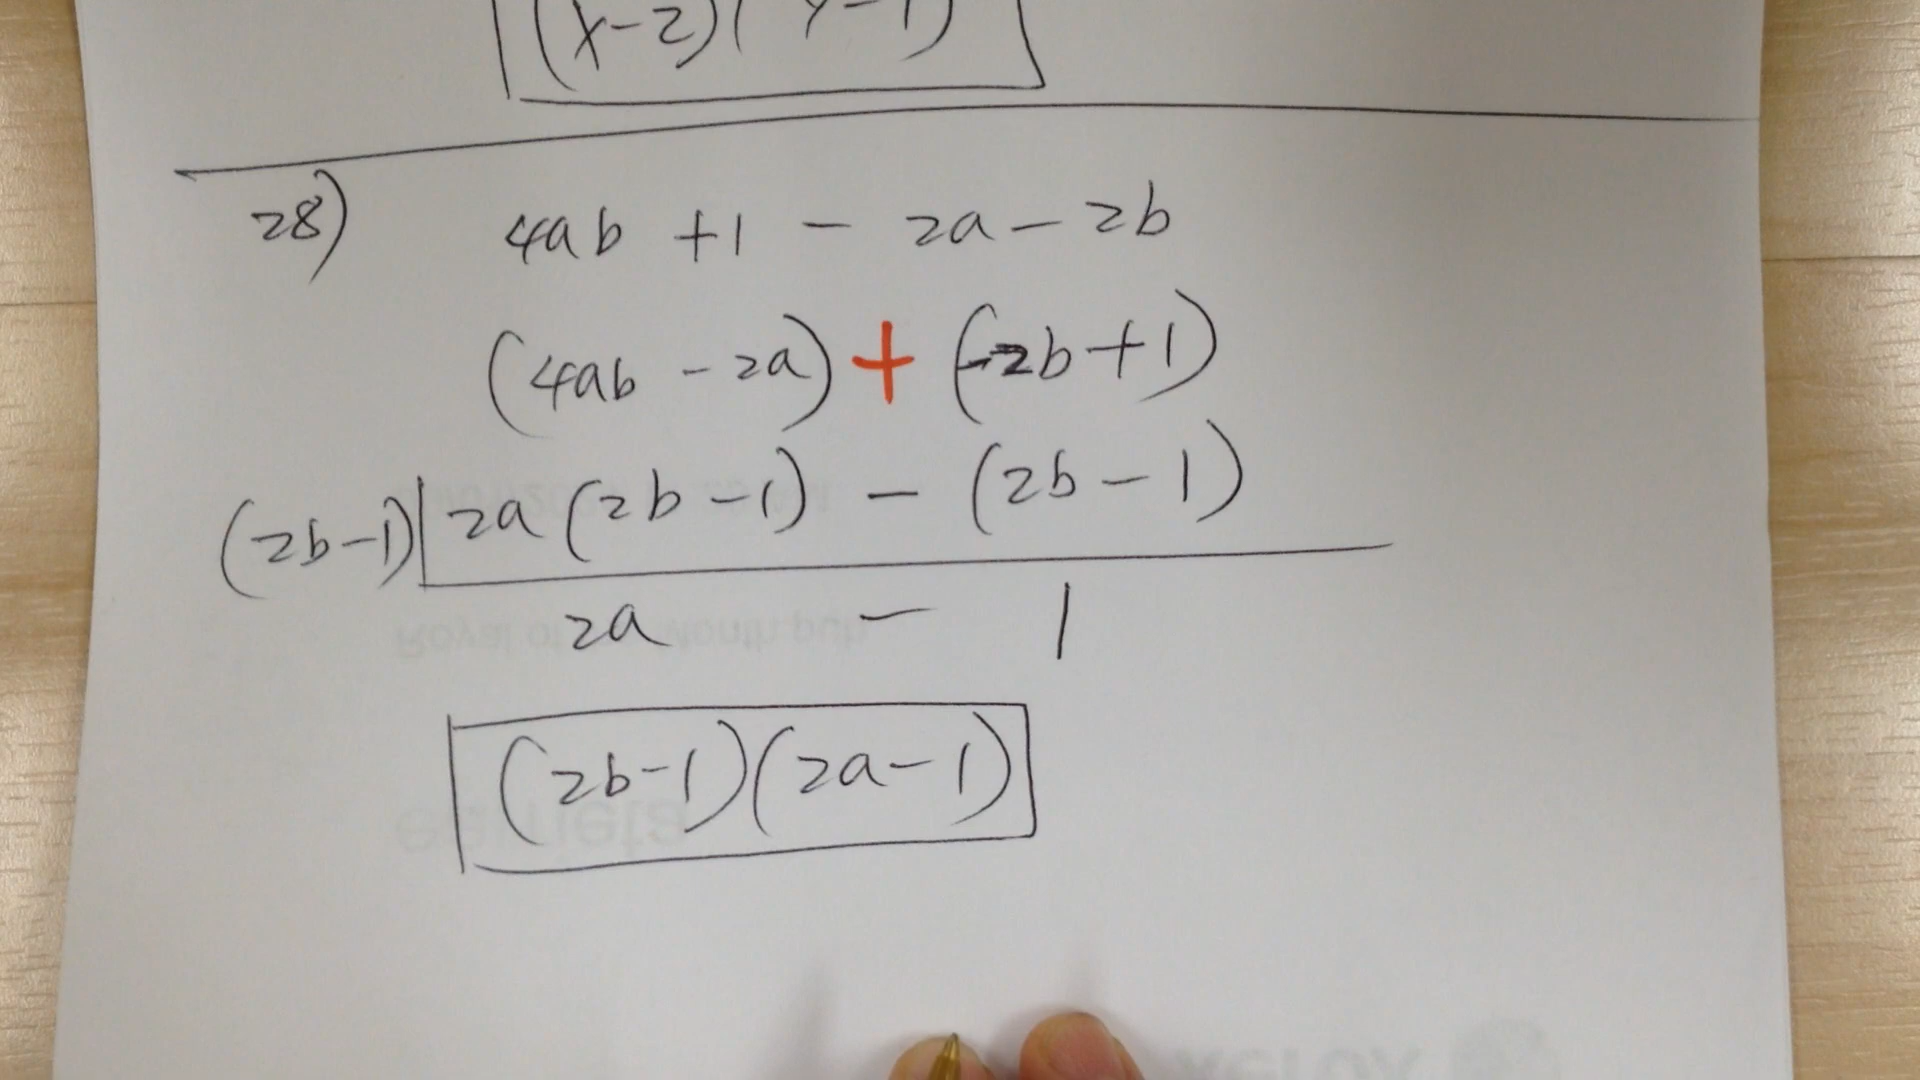 (x-2)(y-1)
28) 4ab +1 - 2a - 2b
(4ab - 2a) + (-2b+1)
(2b-1) 2a(2b-1) - (2b-1)
2a - 1
(2b-1)(2a-1)
xerox